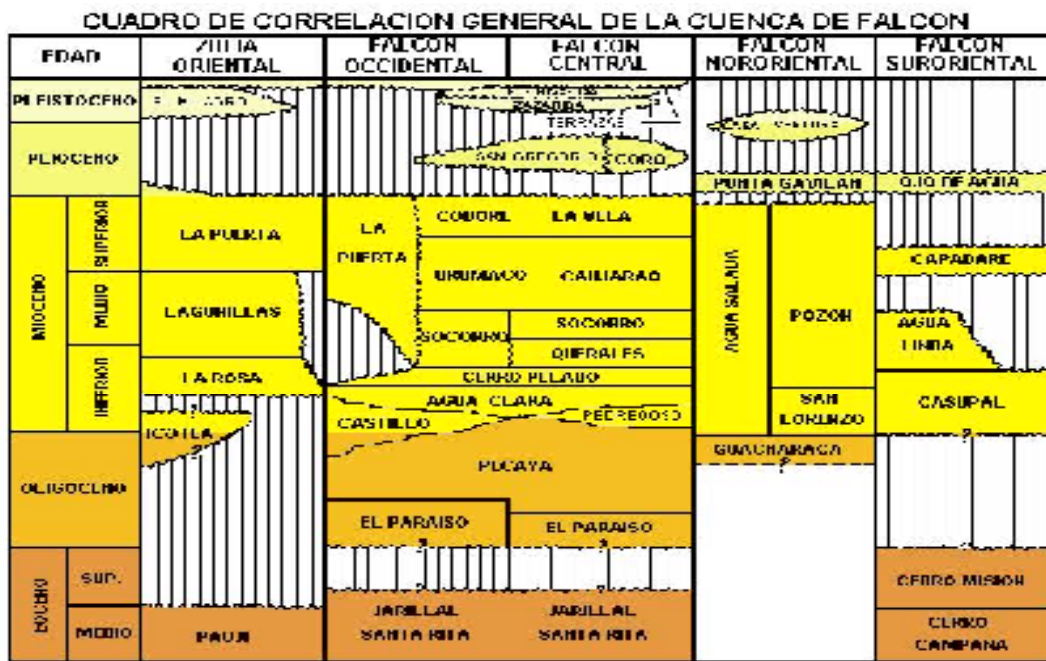 CUADRO DE CORRELACION GENERAL DE LA CUENCA DE FALCON
EDAD
ZULIA ORIENTAL
FALCON OCCIDENTAL
FALCON CENTRAL
FALCON NORORIENTAL
FALCON SURORIENTAL
PLEISTOCENO
TERRAZAS
PLIOCENO
SAN GREGORIO
CORO
PUNTA GAVILAN
OJO DE AGUA
MIOCENO
SUPERIOR
LA PUERTA
LA
PUERTA
CODORE
LA VELA
URUMACO
CAUJARAO
AGUA SALADA
POZON
CAPADARE
MEDIO
LAGUNILLAS
SOCORRO
SOCORRO
QUERALES
AGUA
LINDA
INFERIOR
LA ROSA
CERRO PELADO
AGUA CLARA
CASTILLO
PEDREGOSO
SAN
LORENZO
CASUPAL
ICOTEA
?
?
?
OLIGOCENO
PECAYA
GUACHARACA
?
EL PARAISO
EL PARAISO
?
?
EOCENO
SUP.
CERRO MISION
MEDIO
PAUJI
JARILLAL
SANTA RITA
JARILLAL
SANTA RITA
CERRO
CAMPANA